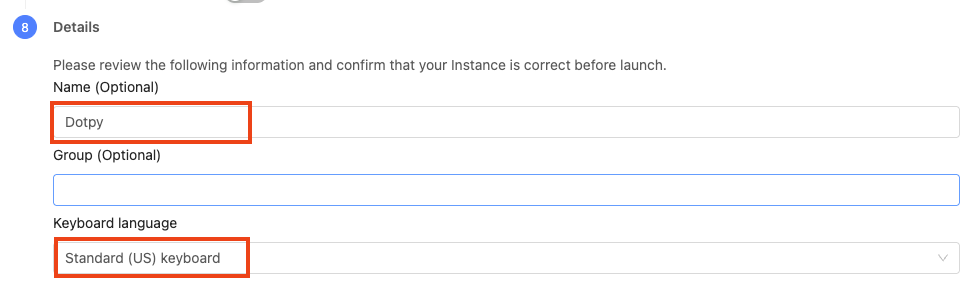 8
Details
Please review the following information and confirm that your Instance is correct before launch.
Name (Optional)
Dotpy
Group (Optional)
Keyboard language
Standard (US) keyboard